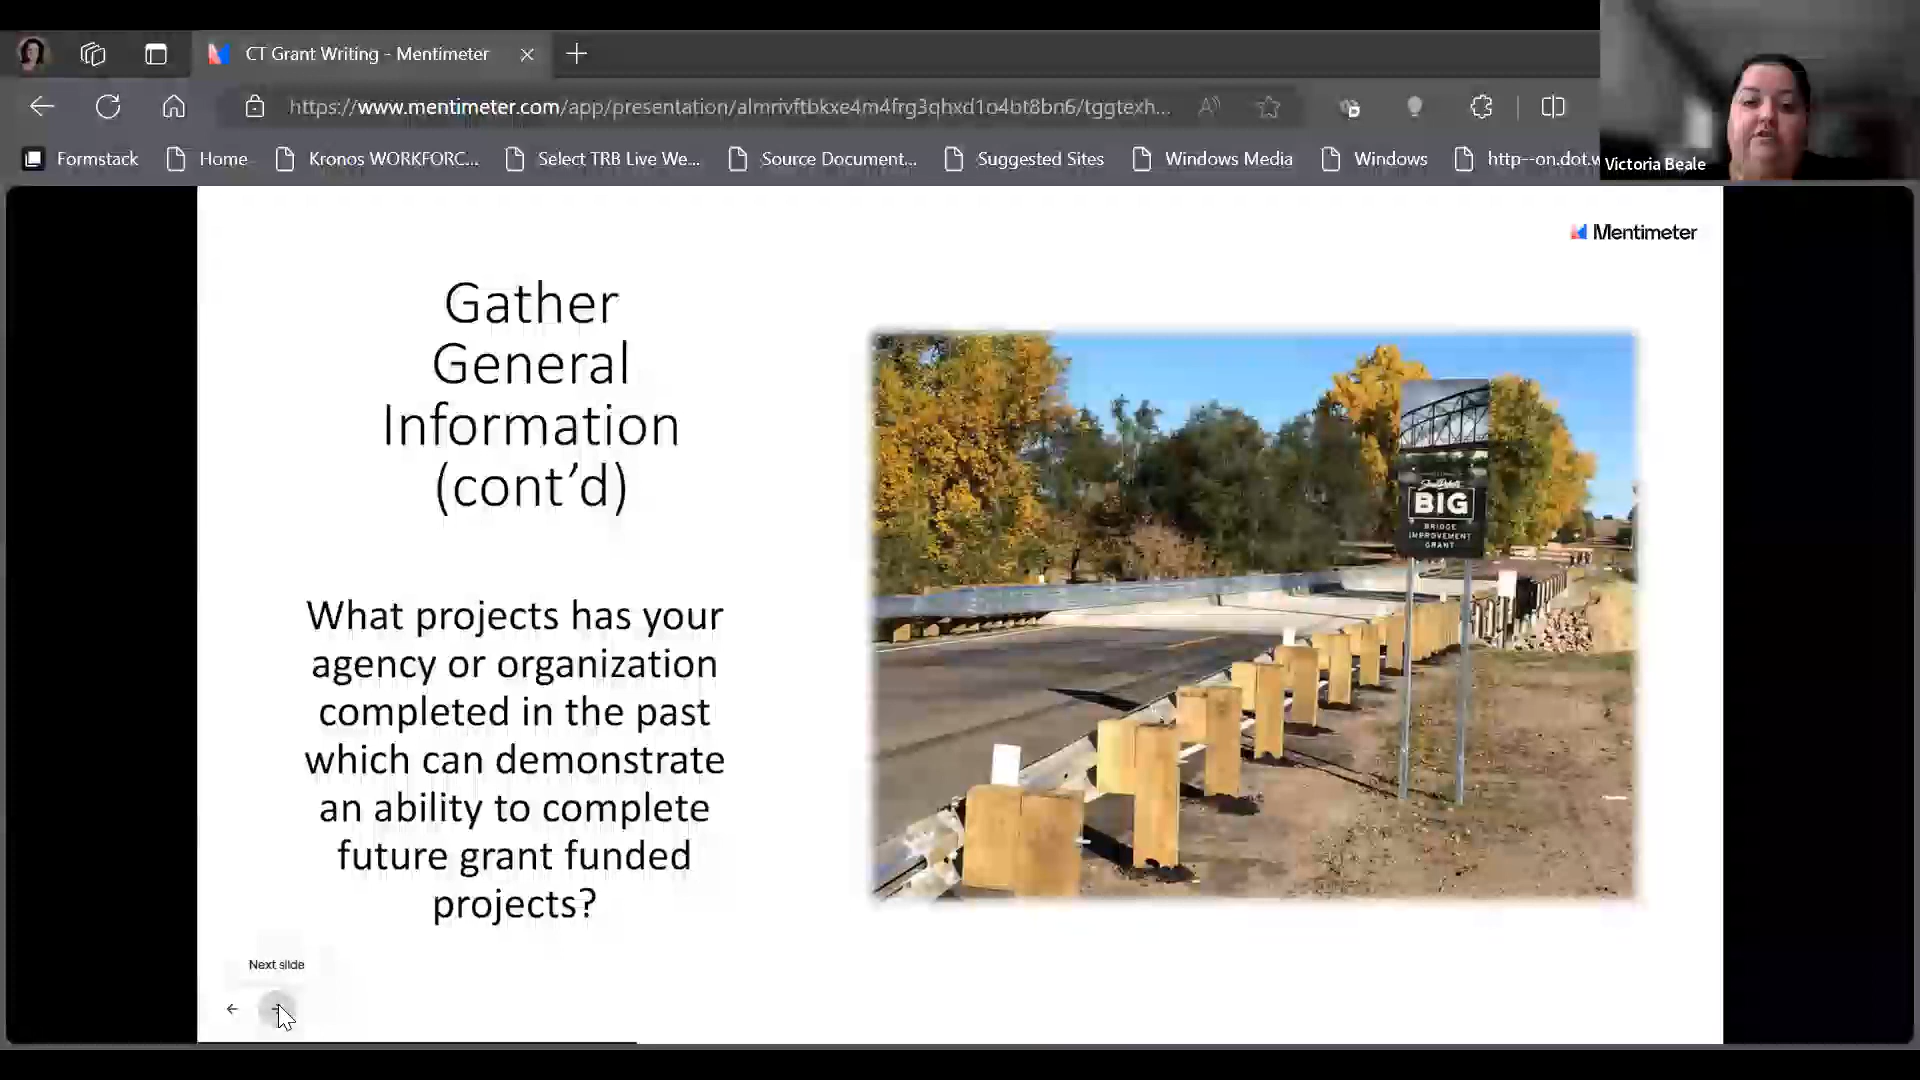 CT Grant Writing - Mentimeter
https://www.mentimeter.com/app/presentation/almrivftbkxe4m4frg3qhxd1o4bt8bn6/tggtexh...
Formstack
Home
Kronos WORKFORC...
Select TRB Live We...
Source Document...
Suggested Sites
Windows Media
Windows
http--on.dot.w
Victoria Beale
Mentimeter
Gather
General
Information
(cont’d)
What projects has your
agency or organization
completed in the past
which can demonstrate
an ability to complete
future grant funded
projects?
BIG
BRIDGE
IMPROVEMENT
GRANT
Next slide